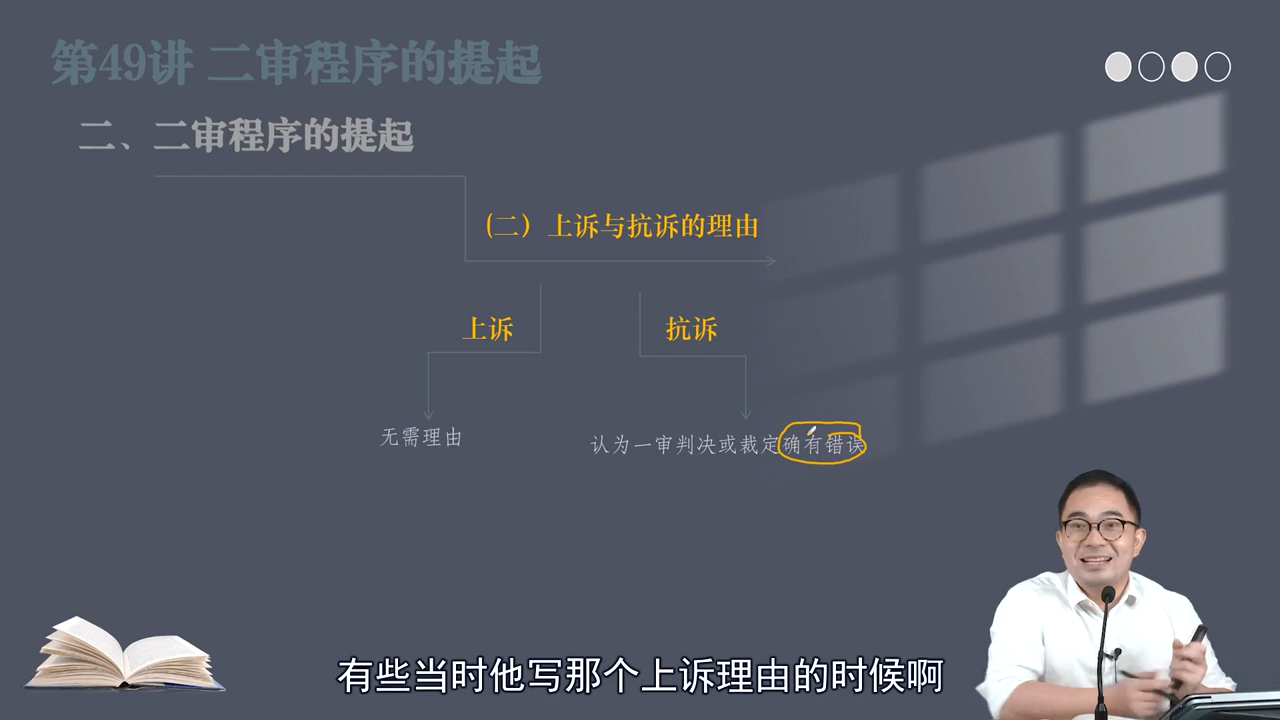 第49讲 二审程序的提起
二、二审程序的提起
（二）上诉与抗诉的理由
上诉
抗诉
无需理由
认为一审判决或裁定确有错误
有些当时他写那个上诉理由的时候啊